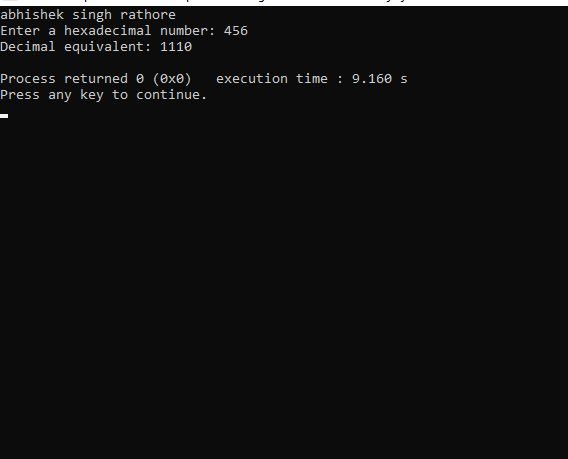 abhishek singh rathore
Enter a hexadecimal number: 456
Decimal equivalent: 1110
Process returned 0 (0x0)   execution time : 9.160 s
Press any key to continue.